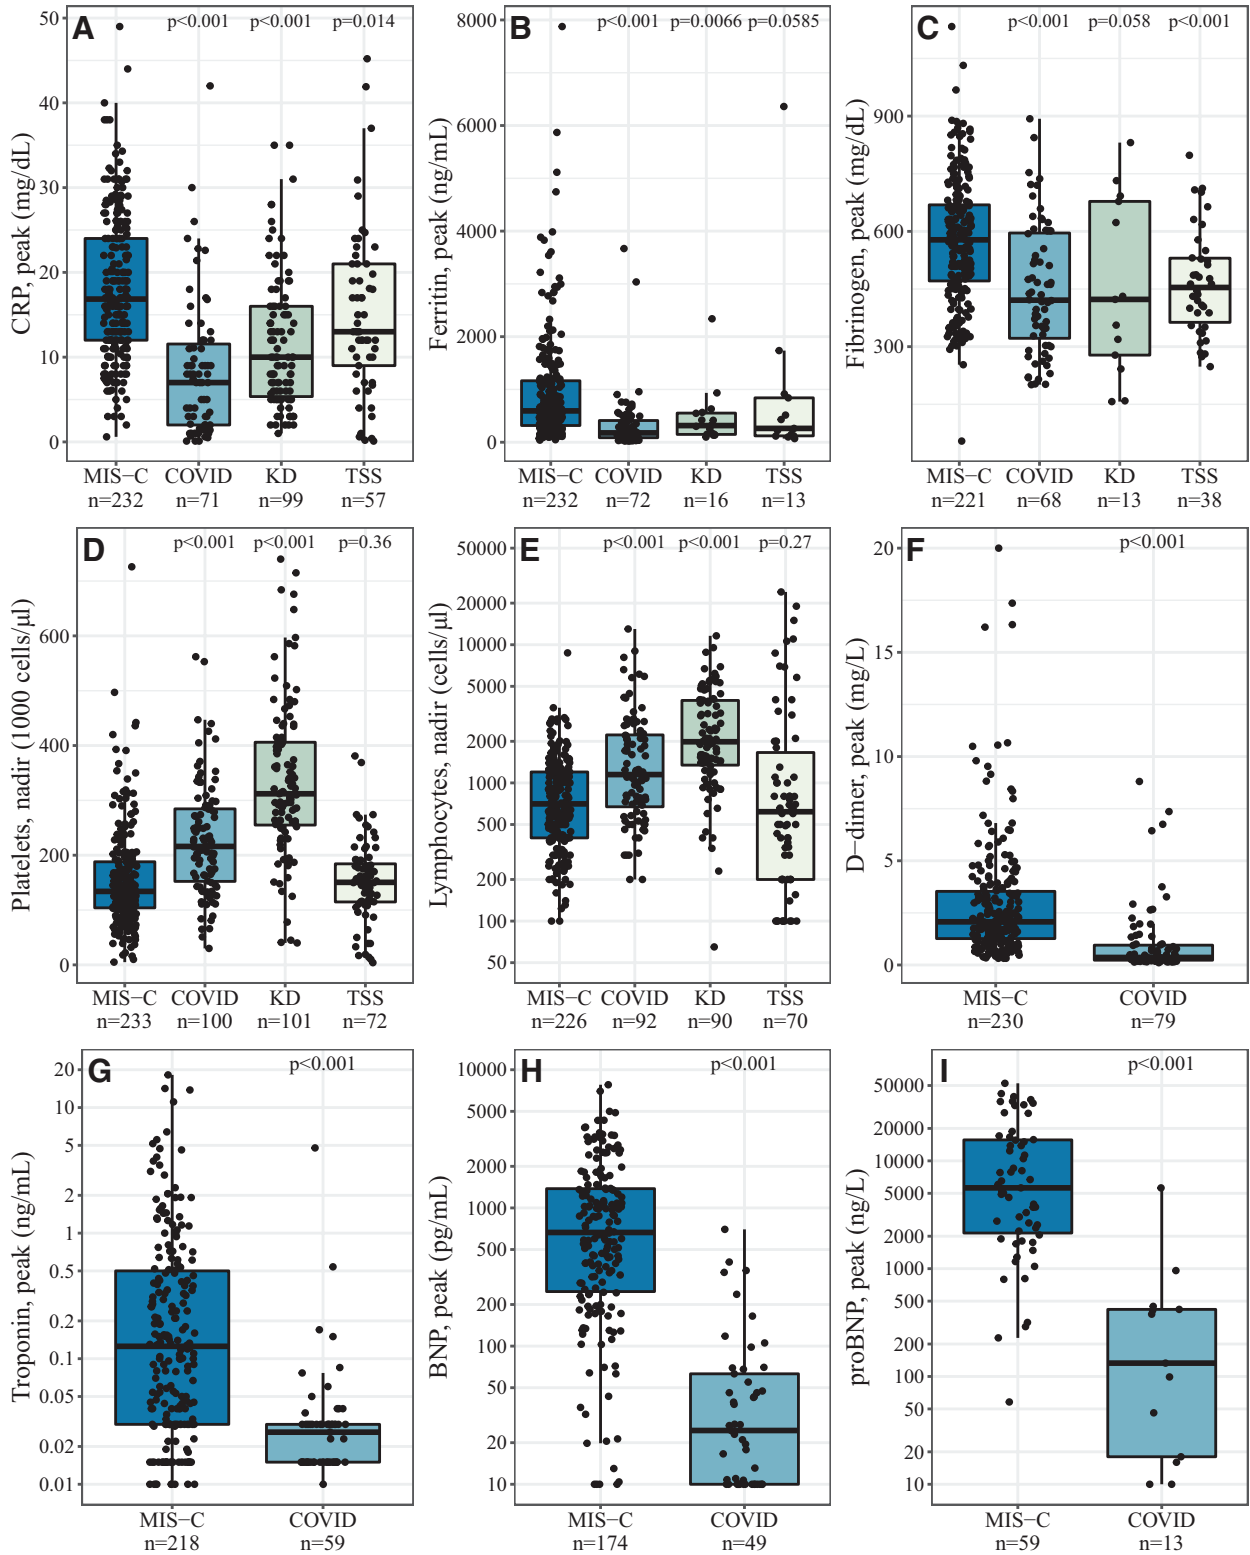 A
p<0.001
p<0.001
p=0.014
CRP, peak (mg/dL)
50
40
30
20
10
0
MIS−C
COVID
KD
TSS
n=232
n=71
n=99
n=57
B
p<0.001
p=0.0066
p=0.0585
Ferritin, peak (ng/mL)
8000
6000
4000
2000
0
MIS−C
COVID
KD
TSS
n=232
n=72
n=16
n=13
C
p<0.001
p=0.058
p<0.001
Fibrinogen, peak (mg/dL)
900
600
300
MIS−C
COVID
KD
TSS
n=221
n=68
n=13
n=38
D
p<0.001
p<0.001
p=0.36
Platelets, nadir (1000 cells/µl)
600
400
200
0
MIS−C
COVID
KD
TSS
n=233
n=100
n=101
n=72
E
p<0.001
p<0.001
p=0.27
Lymphocytes, nadir (cells/µl)
50000
20000
10000
5000
2000
1000
500
200
100
50
MIS−C
COVID
KD
TSS
n=226
n=92
n=90
n=70
F
p<0.001
D−dimer, peak (mg/L)
20
15
10
5
0
MIS−C
COVID
n=230
n=79
G
p<0.001
Troponin, peak (ng/mL)
20
10
5
2
1
0.5
0.2
0.1
0.05
0.02
0.01
MIS−C
COVID
n=218
n=59
H
p<0.001
BNP, peak (pg/mL)
10000
5000
2000
1000
500
200
100
50
20
10
MIS−C
COVID
n=174
n=49
I
p<0.001
proBNP, peak (ng/L)
50000
20000
10000
5000
2000
1000
500
200
100
50
20
10
MIS−C
COVID
n=59
n=13